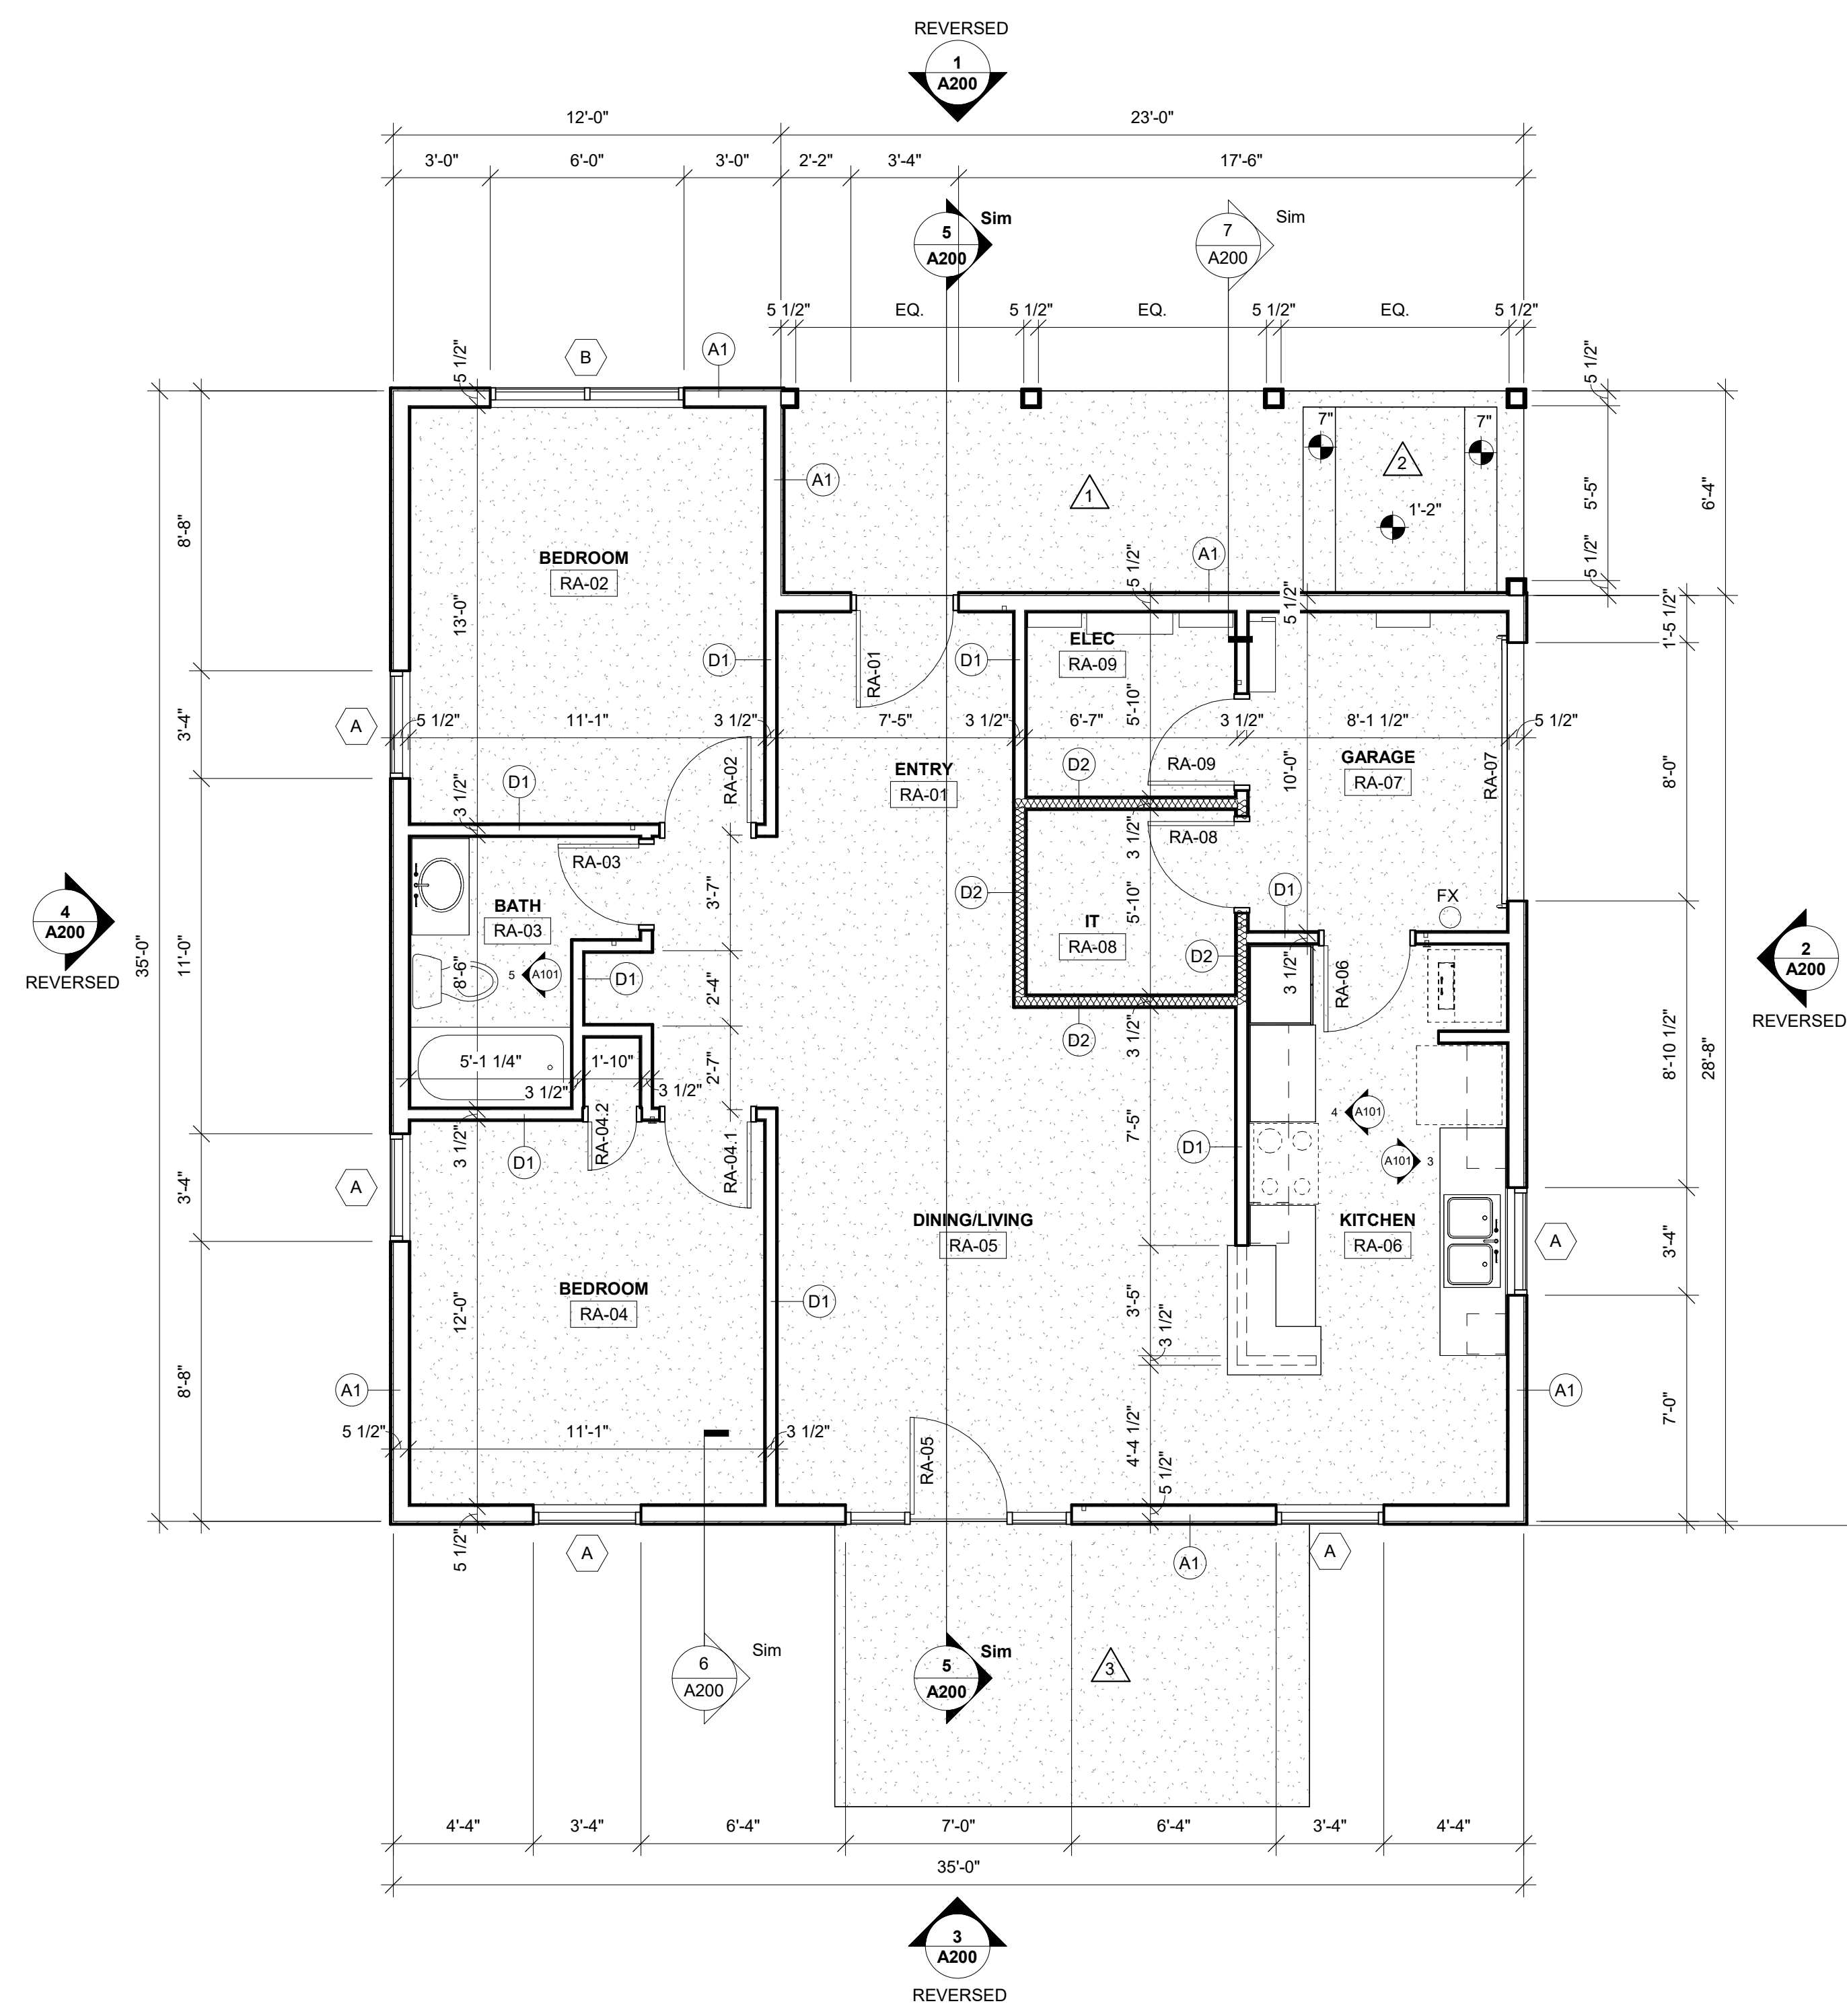 REVERSED
1
A200
12'-0"
23'-0"
3'-0"
6'-0"
3'-0"
2'-2"
3'-4"
17'-6"
5
A200
Sim
7
A200
Sim
5 1/2"
EQ.
5 1/2"
EQ.
5 1/2"
EQ.
5 1/2"
5 1/2"
B
A1
5 1/2"
7"
7"
2
1'-2"
1
A1
5'-5"
6'-4"
8'-8"
BEDROOM
RA-02
A1
5 1/2"
5 1/2"
5 1/2"
1'-5 1/2"
13'-0"
ELEC
RA-09
D1
D1
RA-01
5'-10"
A
3'-4"
5 1/2"
11'-1"
3 1/2"
7'-5"
3 1/2"
6'-7"
3 1/2"
8'-1 1/2"
5 1/2"
ENTRY
RA-01
D2
RA-09
10'-0"
GARAGE
RA-07
RA-07
8'-0"
D1
RA-02
3 1/2"
3 1/2"
RA-08
RA-03
3'-7"
D2
5'-10"
D1
FX
BATH
RA-03
IT
RA-08
4
A200
REVERSED
35'-0"
11'-0"
8'-6"
5
A101
D1
2'-4"
D2
3 1/2"
RA-06
2
A200
REVERSED
D2
3 1/2"
8'-10 1/2"
28'-8"
5'-1 1/4"
1'-10"
2'-7"
3 1/2"
3 1/2"
4
A101
3 1/2"
D1
RA-04.2
RA-04.1
7'-5"
D1
A101
3
A
3'-4"
DINING/LIVING
RA-05
KITCHEN
RA-06
A
3'-4"
BEDROOM
RA-04
12'-0"
D1
3'-5"
3 1/2"
8'-8"
A1
A1
7'-0"
5 1/2"
11'-1"
3 1/2"
RA-05
4'-4 1/2"
5 1/2"
5 1/2"
A
A1
A
6
A200
Sim
5
A200
Sim
3
4'-4"
3'-4"
6'-4"
7'-0"
6'-4"
3'-4"
4'-4"
35'-0"
3
A200
REVERSED